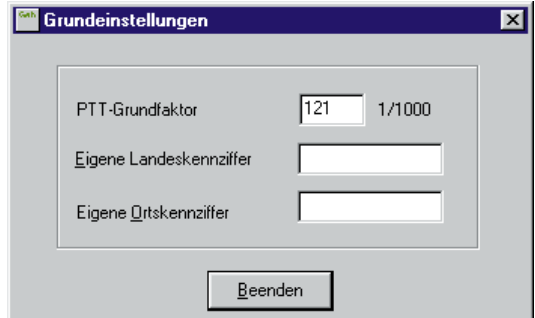 Grundeinstellungen
PTT-Grundfaktor 121 1/1000
Eigene Landeskennziffer
Eigene Ortskennziffer
Beenden